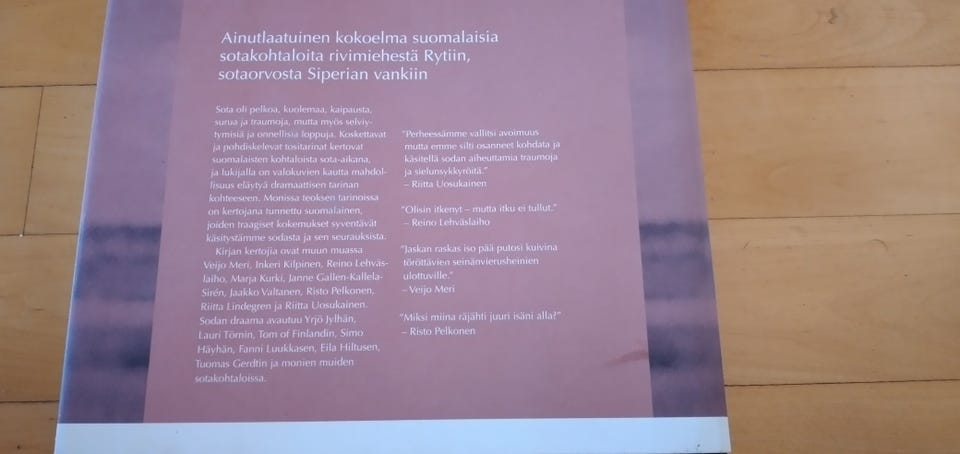 Ainutlaatuinen kokoelma suomalaisia
sotakohtaloita rivimiehestä Rytiin,
sotaorvosta Siperian vankiin
Sota oli pelkoa, kuolemaa, kaipausta,
surua ja traumoja, mutta myös selviy-
tymisiä ja onnellisia loppuja. Koskettavat
ja pohdiskelevat tositarinat kertovat
suomalaisten kohtaloista sota-aikana,
ja lukijalla on valokuvien kautta mahdol-
lisuus eläytyä dramaattisen tarinan
kohteeseen. Monissa teoksen tarinoissa
on kertojana tunnettu suomalainen,
joiden traagiset kokemukset syventävät
käsitystämme sodasta ja sen seurauksista.
Kirjan kertojia ovat muun muassa
Veijo Meri, Inkeri Kilpinen, Reino Lehväs-
laiho, Marja Kurki, Janne Gallen-Kallela-
Sirén, Jaakko Valtanen, Risto Pelkonen,
Riitta Lindegren ja Riitta Uosukainen.
Sodan draama avautuu Yrjö Jylhän,
Lauri Törnin, Tom of Finlandin, Simo
Häyhän, Fanni Luukkasen, Eila Hiltusen,
Tuomas Gerdtin ja monien muiden
sotakohtaloissa.
"Perheessämme vallitsi avoimuus
mutta emme silti osanneet kohdata ja
käsitellä sodan aiheuttamia traumoja
ja sielunsykkyröitä."
– Riitta Uosukainen
"Olisin itkenyt – mutta itku ei tullut."
– Reino Lehväslaiho
"Jaskan raskas iso pää putosi kuivina
töröttävien seinänvierusheinien
ulottuville."
– Veijo Meri
"Miksi miina räjähti juuri isäni alla?"
– Risto Pelkonen